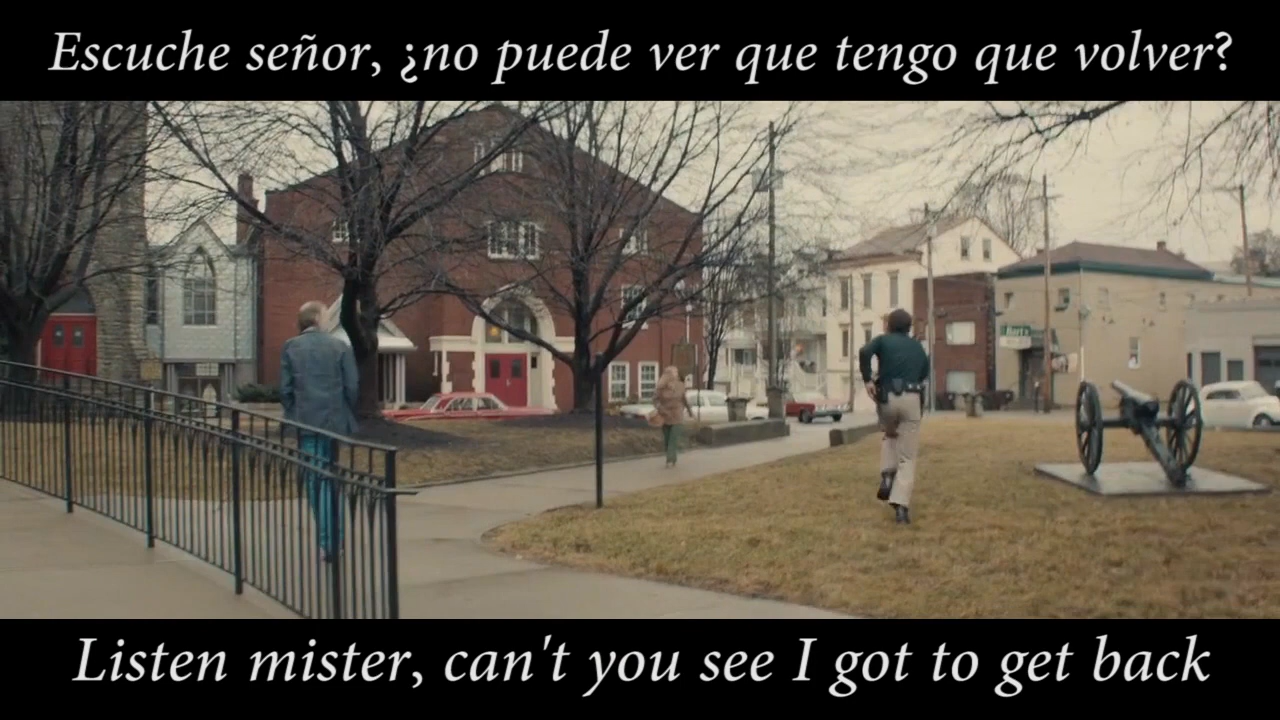 Escuche señor, ¿no puede ver que tengo que volver?
Listen mister, can't you see I got to get back